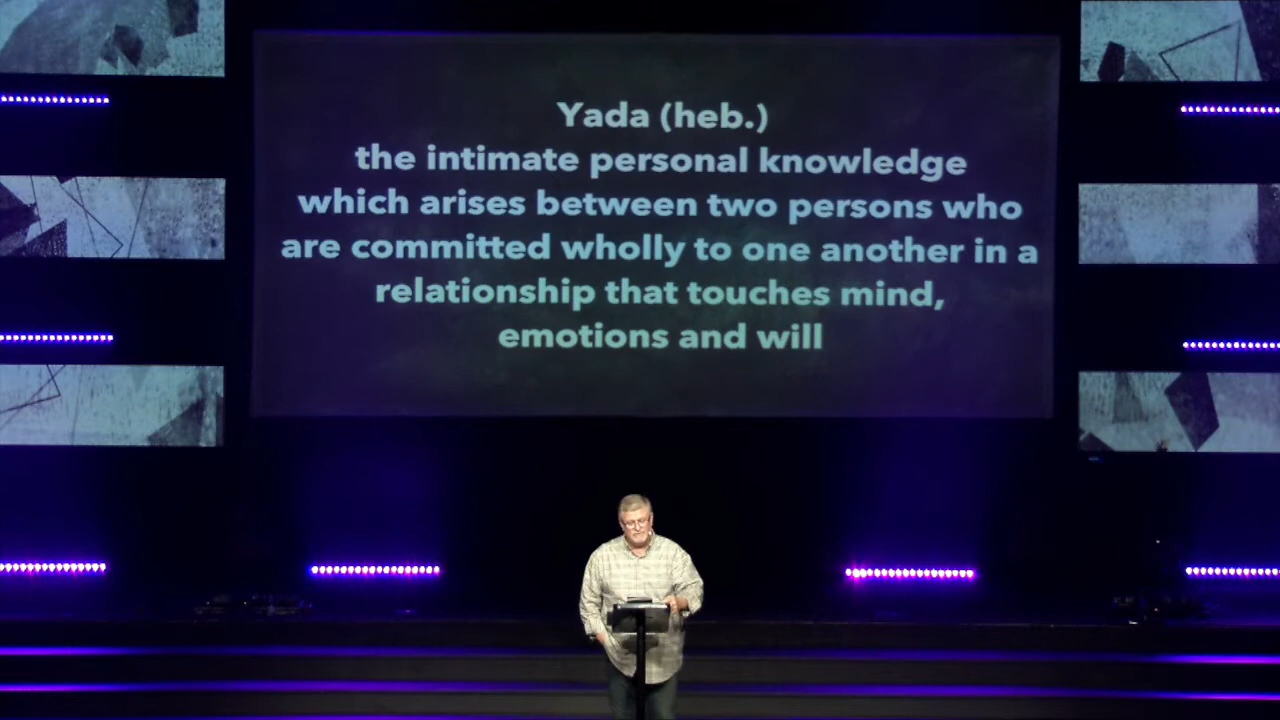 Yada (heb.)
the intimate personal knowledge
which arises between two persons who
are committed wholly to one another in a
relationship that touches mind,
emotions and will